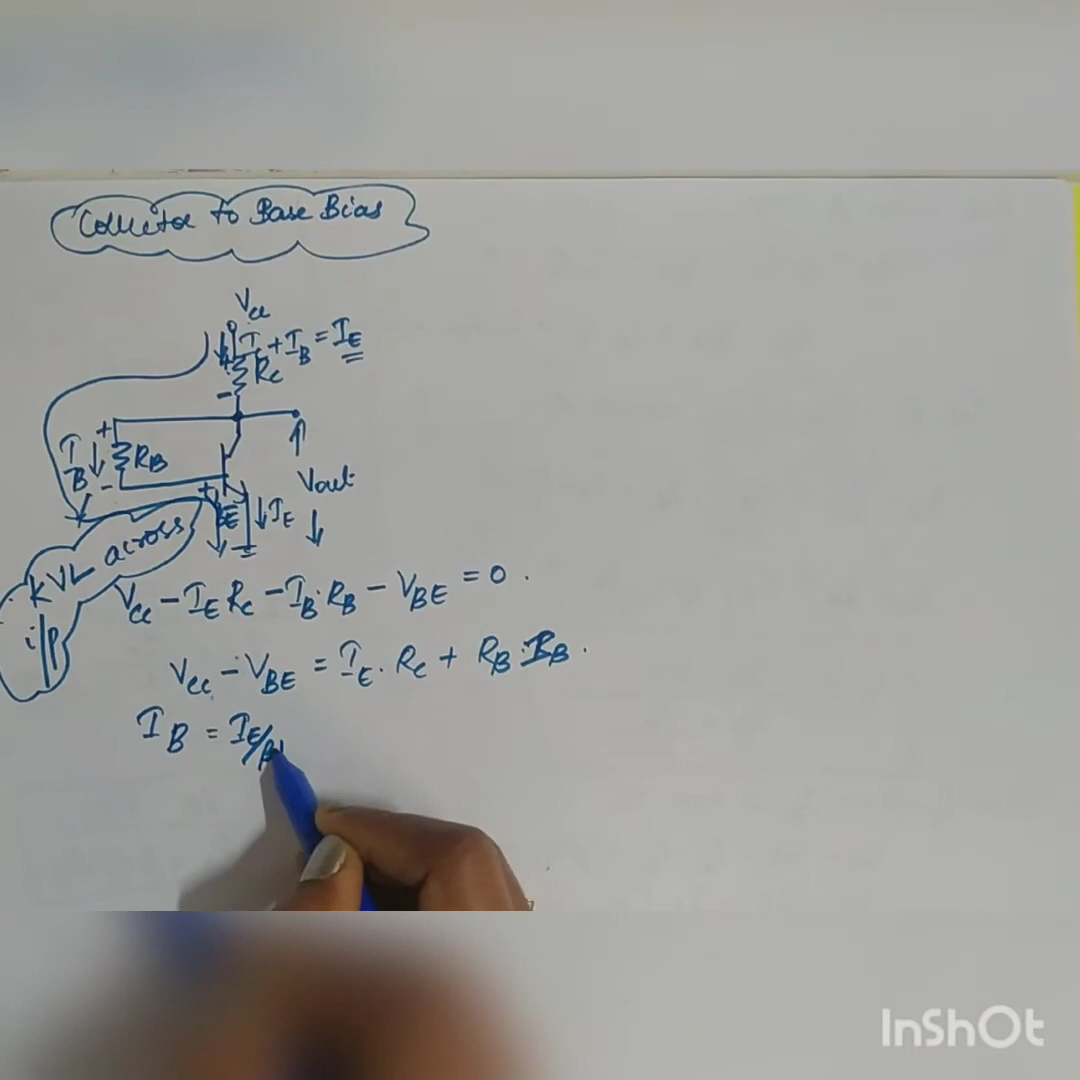 Collector to Base Bias
Vcc
Ic + IB = IE
Rc
+
-
+
IB
RB
-
Vout
+
BE
IE
KVL across
i/p
Vcc - IE Rc - IB. RB - VBE = 0.
Vcc - VBE = IE. Rc + RB. IB.
IB = IE/β
InShOt